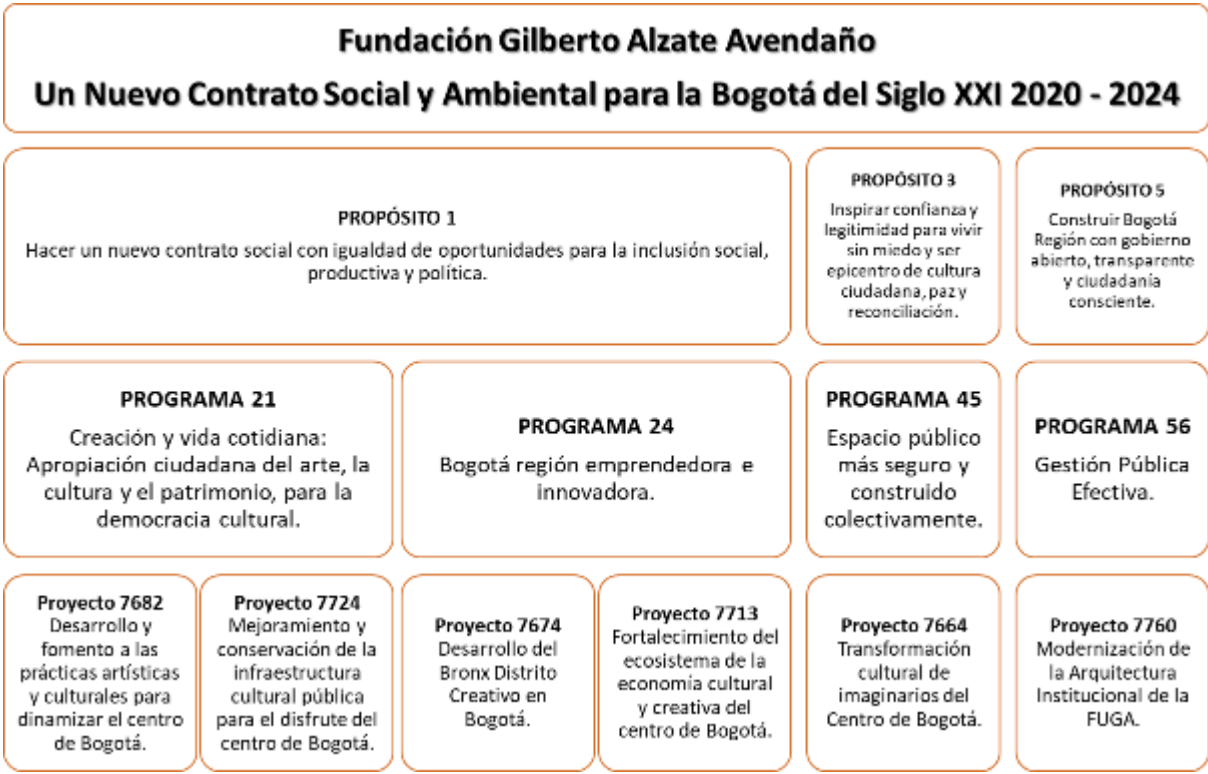 Fundación Gilberto Alzate Avendaño
Un Nuevo Contrato Social y Ambiental para la Bogotá del Siglo XXI 2020 - 2024
PROPÓSITO 1
Hacer un nuevo contrato social con igualdad de oportunidades para la inclusión social,
productiva y política.
PROPÓSITO 3
Inspirar confianza y
legitimidad para vivir
sin miedo y ser
epicentro de cultura
ciudadana, paz y
reconciliación.
PROPÓSITO 5
Construir Bogotá
Región con gobierno
abierto, transparente
y ciudadanía
consciente.
PROGRAMA 21
Creación y vida cotidiana:
Apropiación ciudadana del arte, la
cultura y el patrimonio, para la
democracia cultural.
PROGRAMA 24
Bogotá región emprendedora e
innovadora.
PROGRAMA 45
Espacio público
más seguro y
construido
colectivamente.
PROGRAMA 56
Gestión Pública
Efectiva.
Proyecto 7682
Desarrollo y
fomento a las
prácticas artísticas
y culturales para
dinamizar el centro
de Bogotá.
Proyecto 7724
Mejoramiento y
conservación de la
infraestructura
cultural pública
para el disfrute del
centro de Bogotá.
Proyecto 7674
Desarrollo del
Bronx Distrito
Creativo en
Bogotá.
Proyecto 7713
Fortalecimiento del
ecosistema de la
economía cultural
y creativa del
centro de Bogotá.
Proyecto 7664
Transformación
cultural de
imaginarios del
Centro de Bogotá.
Proyecto 7760
Modernización de
la Arquitectura
Institucional de la
FUGA.